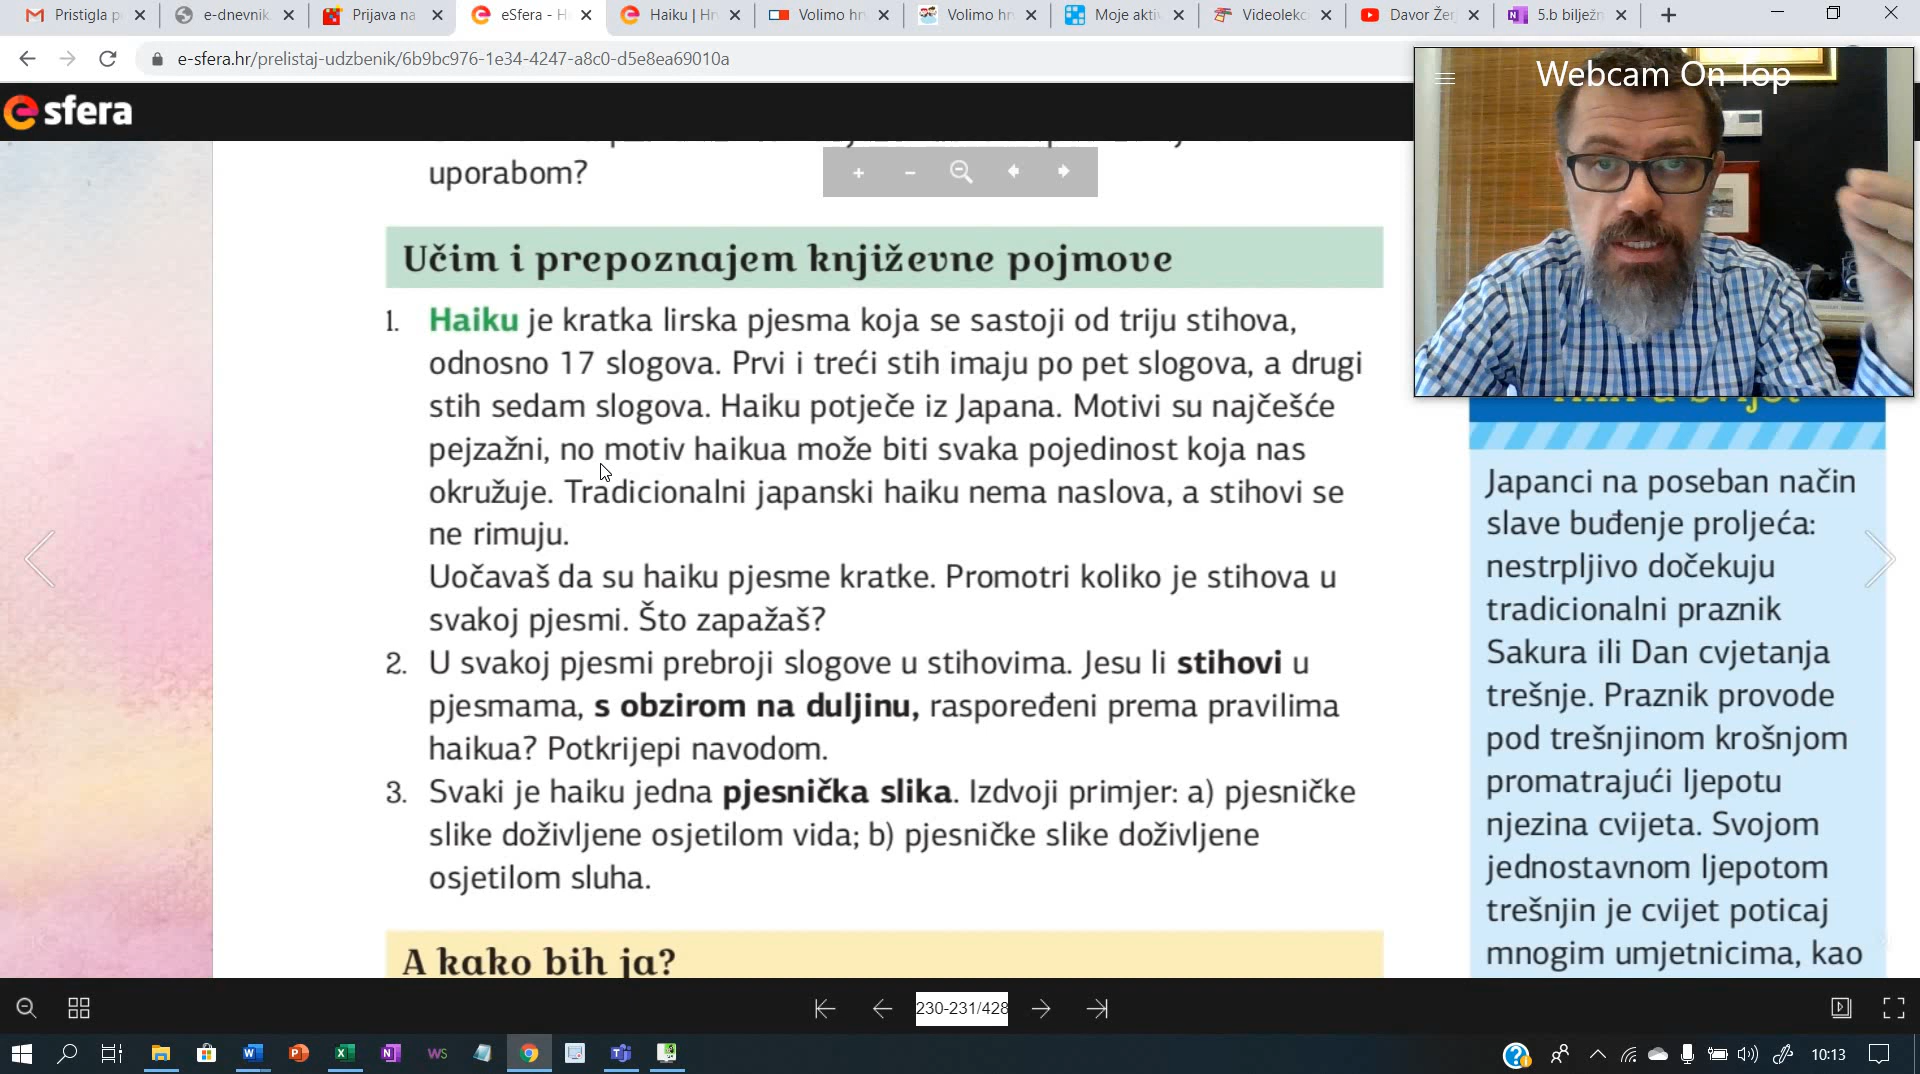 Pristigla p
e-dnevnik
Prijava na
eSfera - H
Haiku | Hr
Volimo hr
Volimo hr
Moje akti
Videolekc
Davor Žer
5.b bilježn
e-sfera.hr/prelistaj-udzbenik/6b9bc976-1e34-4247-a8c0-d5e8ea69010a
Webcam On Top
esfera
uporabom?
Učim i prepoznajem književne pojmove
1. Haiku je kratka lirska pjesma koja se sastoji od triju stihova,
odnosno 17 slogova. Prvi i treći stih imaju po pet slogova, a drugi
stih sedam slogova. Haiku potječe iz Japana. Motivi su najčešće
pejzažni, no motiv haikua može biti svaka pojedinost koja nas
okružuje. Tradicionalni japanski haiku nema naslova, a stihovi se
ne rimuju.
Uočavaš da su haiku pjesme kratke. Promotri koliko je stihova u
svakoj pjesmi. Što zapažaš?
2. U svakoj pjesmi prebroji slogove u stihovima. Jesu li stihovi u
pjesmama, s obzirom na duljinu, raspoređeni prema pravilima
haikua? Potkrijepi navodom.
3. Svaki je haiku jedna pjesnička slika. Izdvoji primjer: a) pjesničke
slike doživljene osjetilom vida; b) pjesničke slike doživljene
osjetilom sluha.
A kako bih ja?
Japanci na poseban način
slave buđenje proljeća:
nestrpljivo dočekuju
tradicionalni praznik
Sakura ili Dan cvjetanja
trešnje. Praznik provode
pod trešnjinom krošnjom
promatrajući ljepotu
njezina cvijeta. Svojom
jednostavnom ljepotom
trešnjin je cvijet poticaj
mnogim umjetnicima, kao
230-231/428
WS
10:13